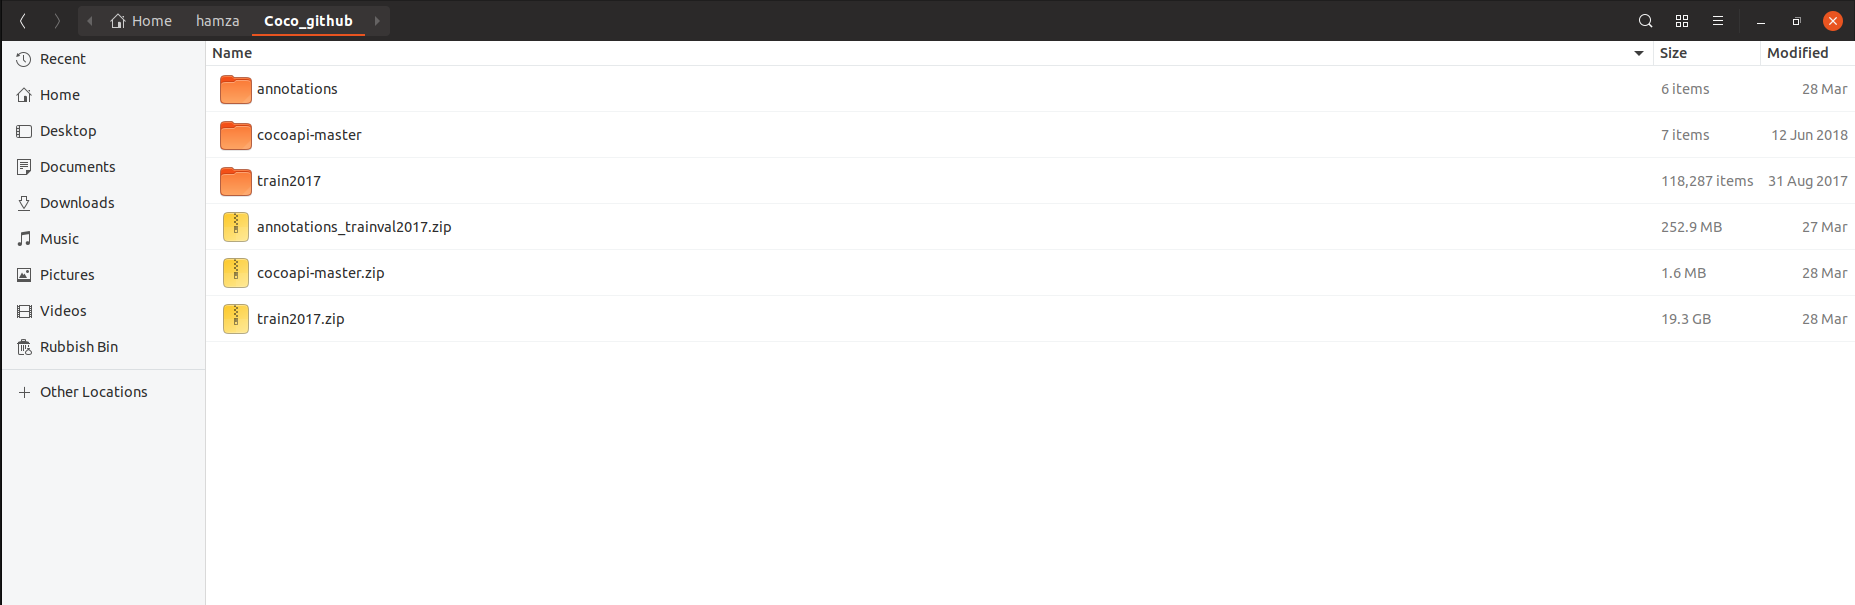 Home hamza Coco_github
Recent
Home
Desktop
Documents
Downloads
Music
Pictures
Videos
Rubbish Bin
Other Locations
Name Size Modified
annotations 6 items 28 Mar
cocoapi-master 7 items 12 Jun 2018
train2017 118,287 items 31 Aug 2017
annotations_trainval2017.zip 252.9 MB 27 Mar
cocoapi-master.zip 1.6 MB 28 Mar
train2017.zip 19.3 GB 28 Mar